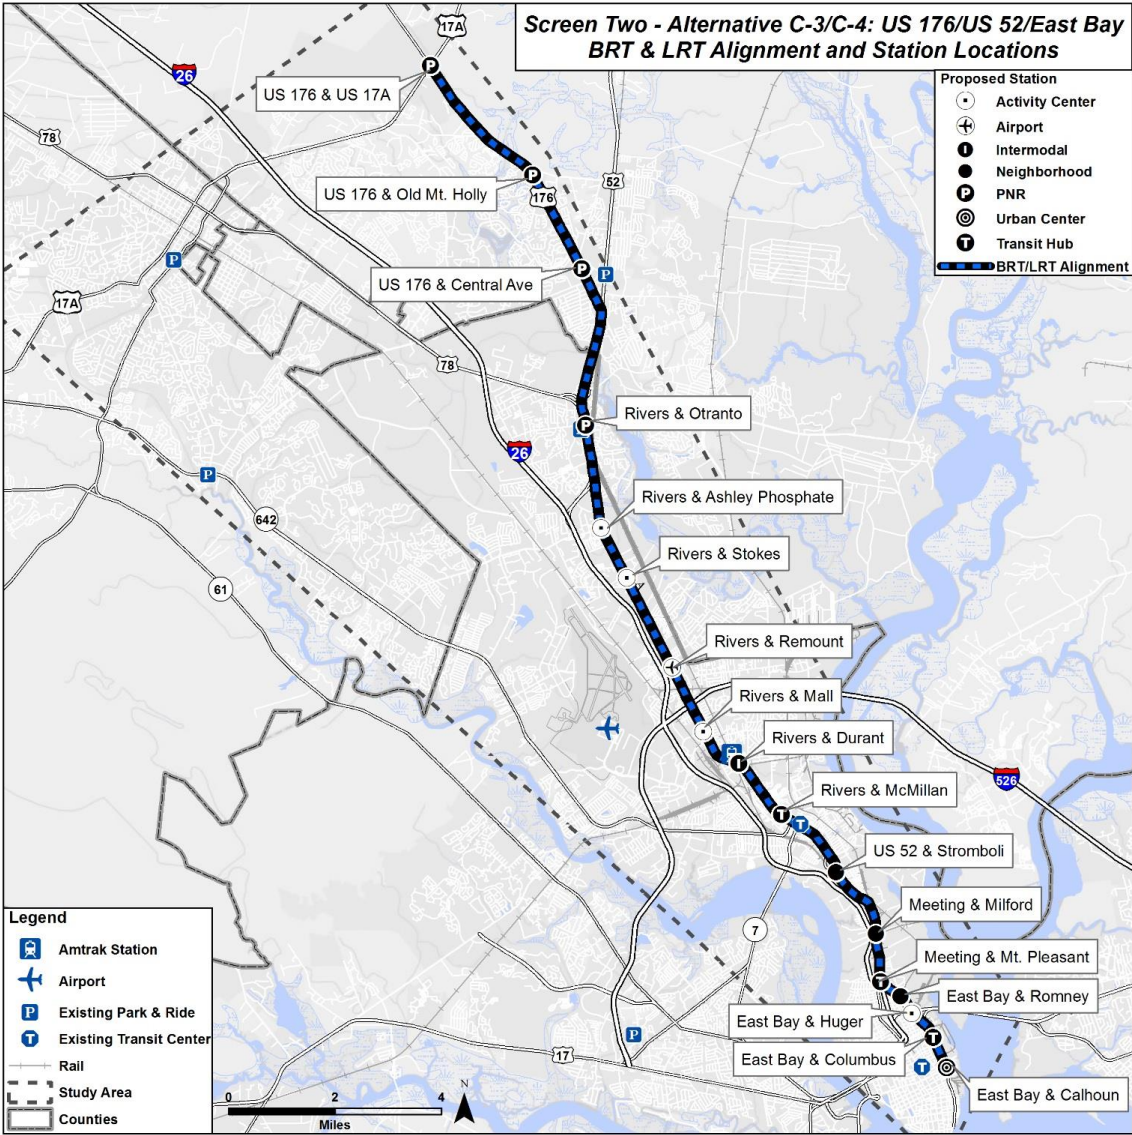 Screen Two - Alternative C-3/C-4: US 176/US 52/East Bay
BRT & LRT Alignment and Station Locations
Proposed Station
Activity Center
Airport
I Intermodal
Neighborhood
P PNR
Urban Center
T Transit Hub
BRT/LRT Alignment
17A
26
P
US 176 & US 17A
78
P
US 176 & Old Mt. Holly
176
52
P
P
US 176 & Central Ave
P
17A
78
Rivers & Otranto
P
26
P
Rivers & Ashley Phosphate
642
Rivers & Stokes
61
Rivers & Remount
Rivers & Mall
Rivers & Durant
I
526
Rivers & McMillan
T
T
US 52 & Stromboli
Meeting & Milford
7
Meeting & Mt. Pleasant
T
East Bay & Romney
East Bay & Huger
P
T
East Bay & Columbus
17
T
East Bay & Calhoun
Legend
Amtrak Station
Airport
P Existing Park & Ride
T Existing Transit Center
Rail
Study Area
Counties
0 2 4
Miles
N